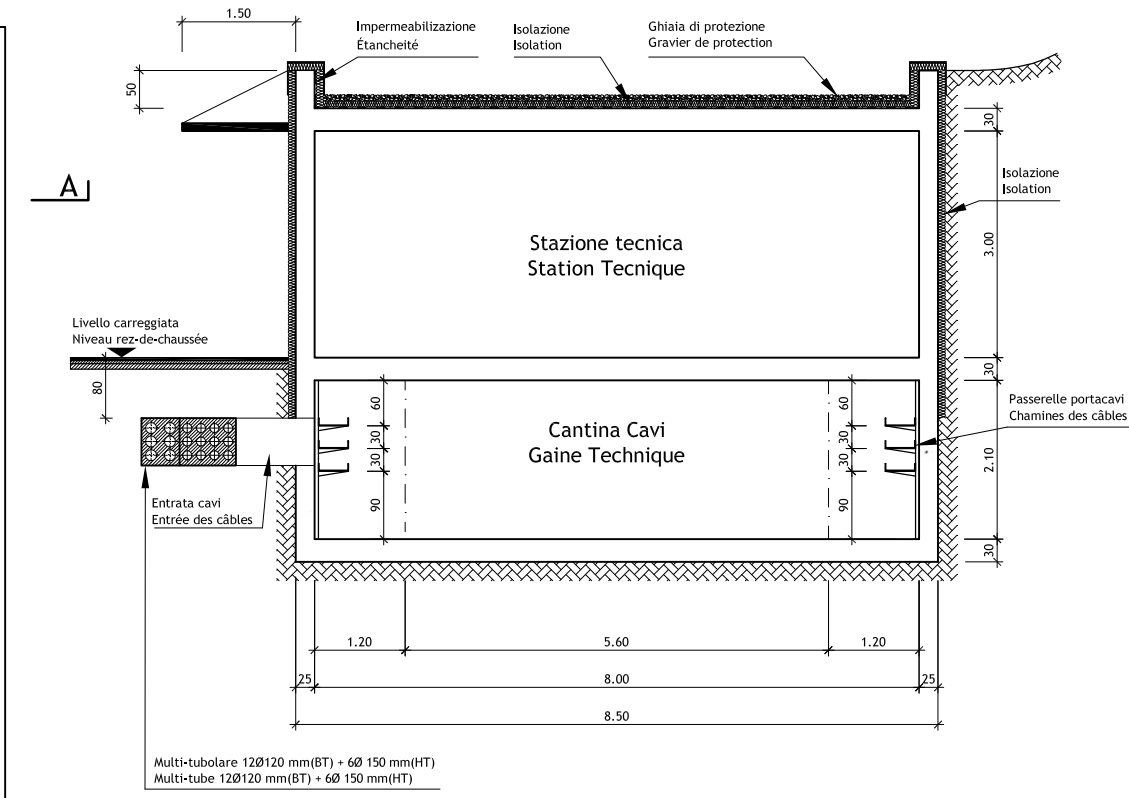 1.50
Impermeabilizazione
Étancheité
Isolazione
Isolation
Ghiaia di protezione
Gravier de protection
50
30
A
Isolazione
Isolation
Stazione tecnica
Station Tecnique
3.00
Livello carreggiata
Niveau rez-de-chaussée
80
30
60
60
Passerelle portacavi
Chamines des câbles
Cantina Cavi
Gaine Technique
30
30
30
30
2.10
Entrata cavi
Entrée des câbles
90
90
30
1.20
5.60
1.20
25
8.00
25
8.50
Multi-tubolare 12Ø120 mm(BT) + 6Ø 150 mm(HT)
Multi-tube 12Ø120 mm(BT) + 6Ø 150 mm(HT)